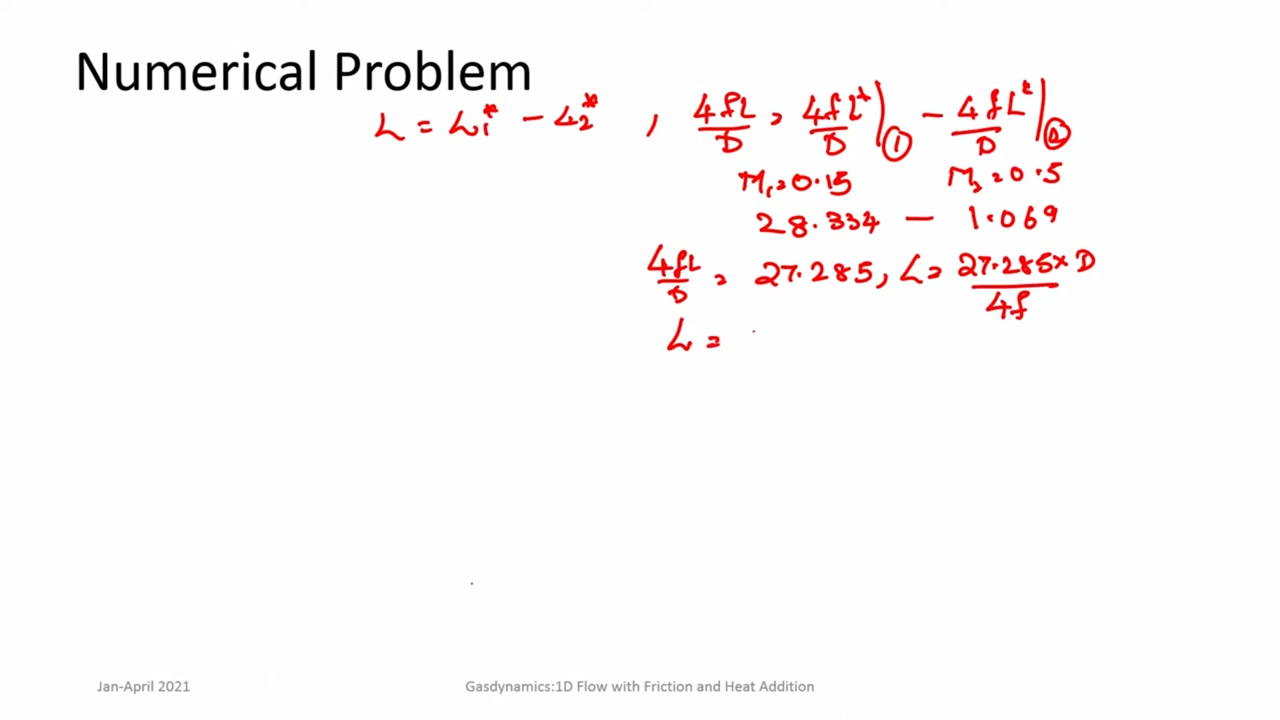 Numerical Problem
L = L₁* - L₂* , 4fL/D = 4fL*/D|① - 4fL*/D|②
M₁=0.15 M₂=0.5
28.334 - 1.069
4fL/D = 27.285, L = 27.285×D/4f
L =
Jan-April 2021 Gasdynamics:1D Flow with Friction and Heat Addition